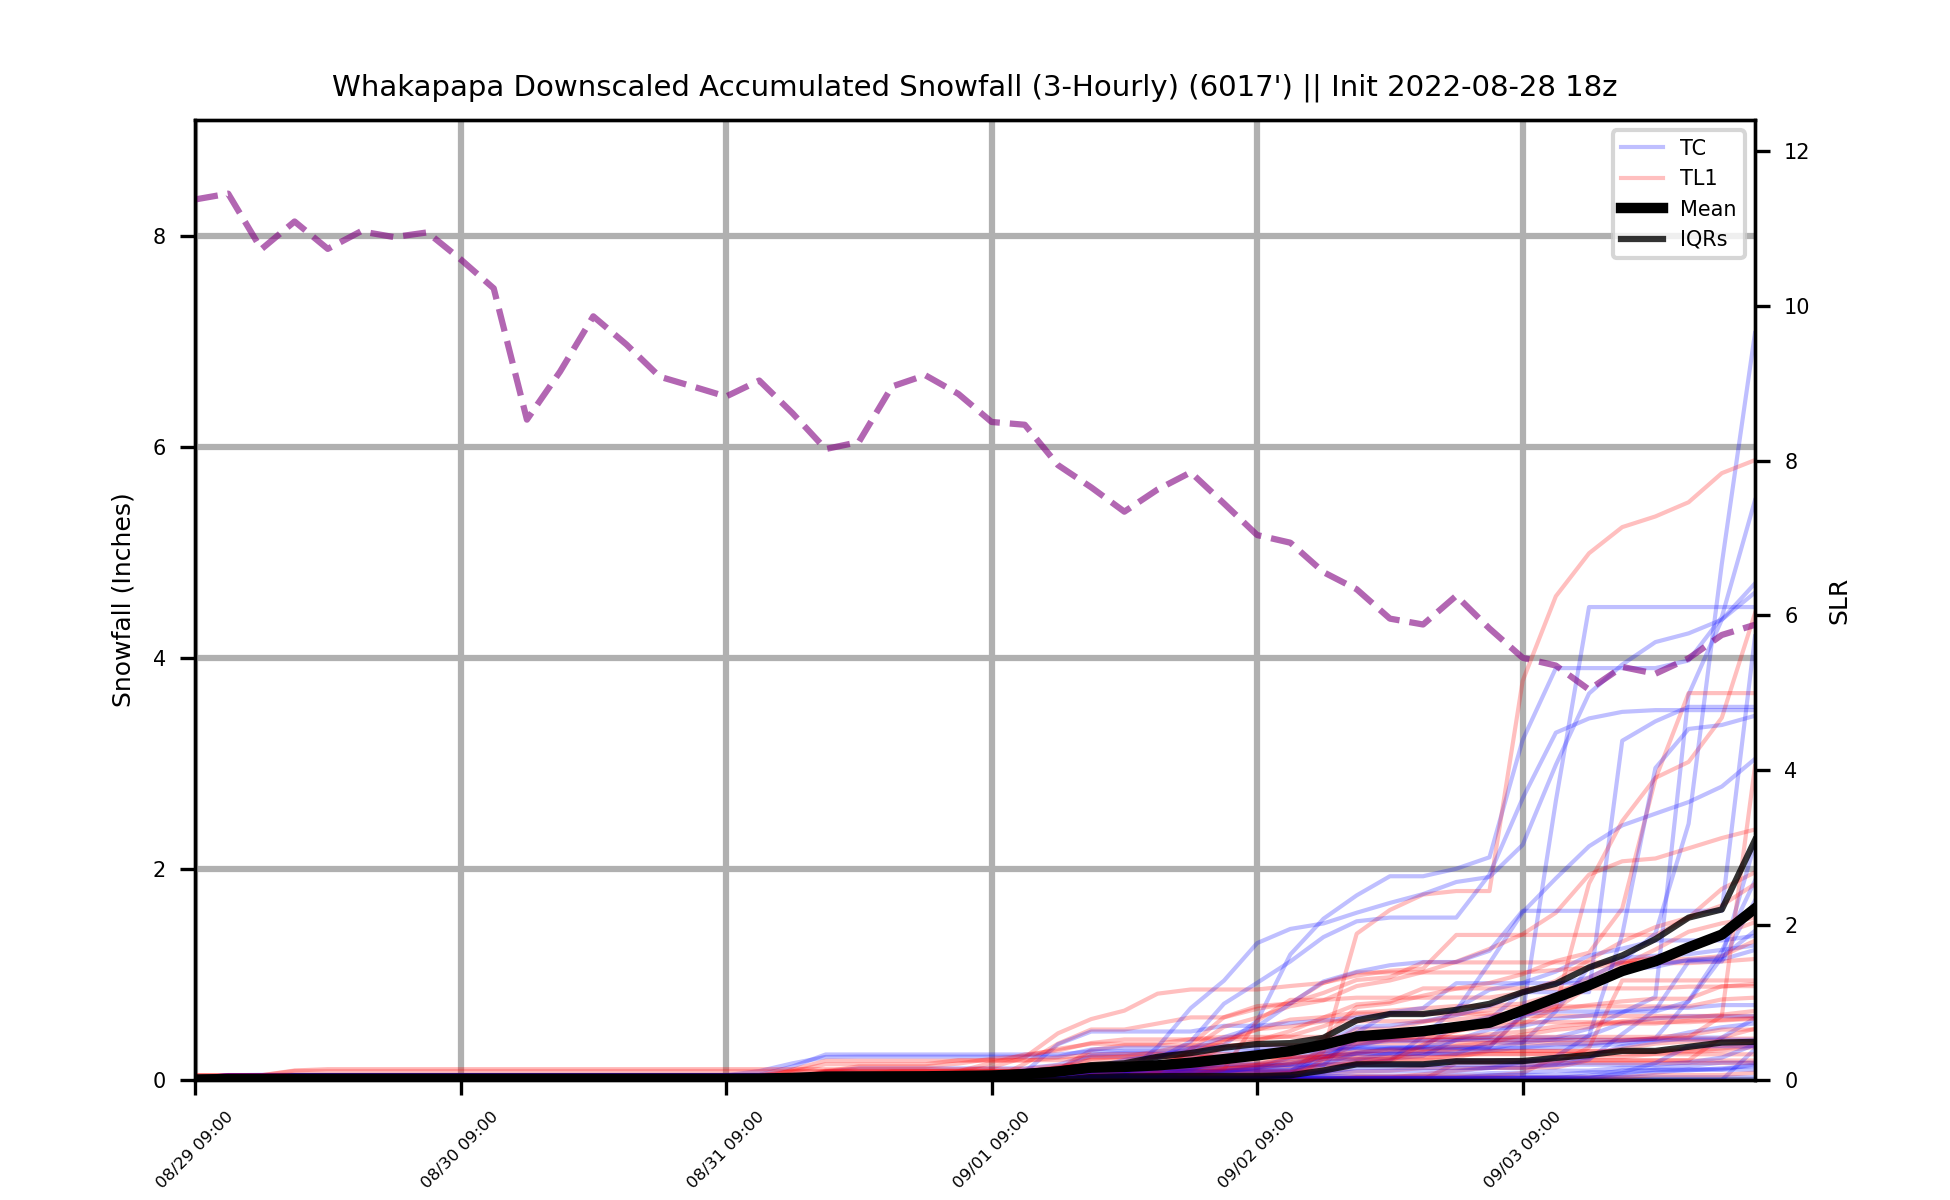 Whakapapa Downscaled Accumulated Snowfall (3-Hourly) (6017') || Init 2022-08-28 18z
TC
TL1
Mean
IQRs
Snowfall (Inches)
8
6
4
2
0
SLR
12
10
8
6
4
2
0
08/29 09:00
08/30 09:00
08/31 09:00
09/01 09:00
09/02 09:00
09/03 09:00